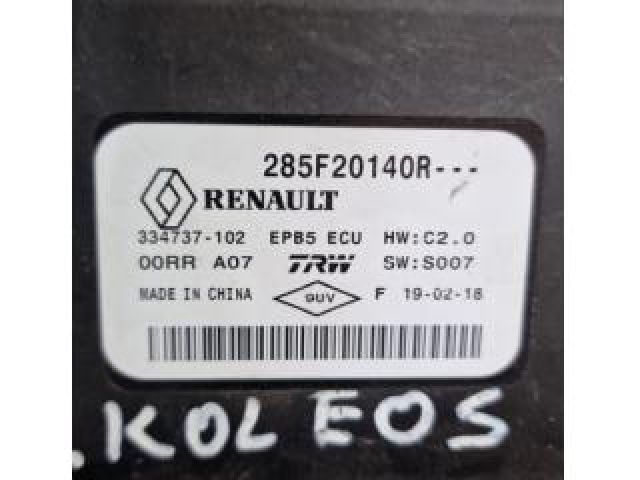 285F20140R---
RENAULT
334737-102 EPB5 ECU HW:C2.0
00RR A07 TRW SW:S007
MADE IN CHINA 9UV F 19-02-18
.KOLEOS